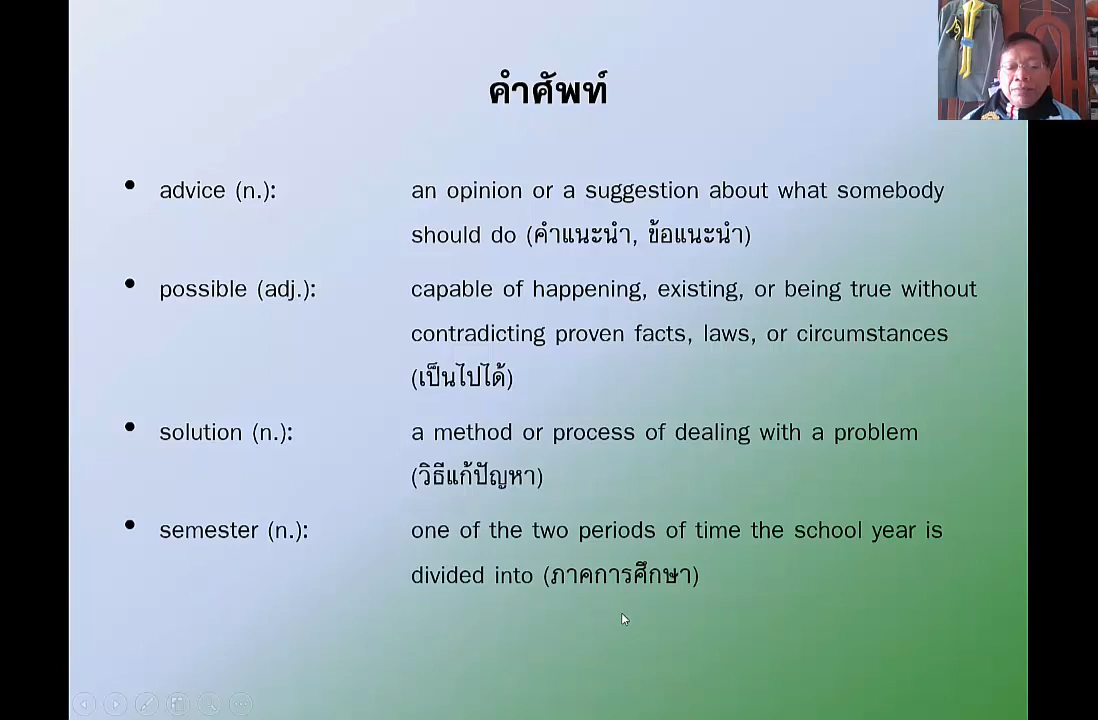 คำศัพท์
• advice (n.): an opinion or a suggestion about what somebody
should do (คำแนะนำ, ข้อแนะนำ)
• possible (adj.): capable of happening, existing, or being true without
contradicting proven facts, laws, or circumstances
(เป็นไปได้)
• solution (n.): a method or process of dealing with a problem
(วิธีแก้ปัญหา)
• semester (n.): one of the two periods of time the school year is
divided into (ภาคการศึกษา)